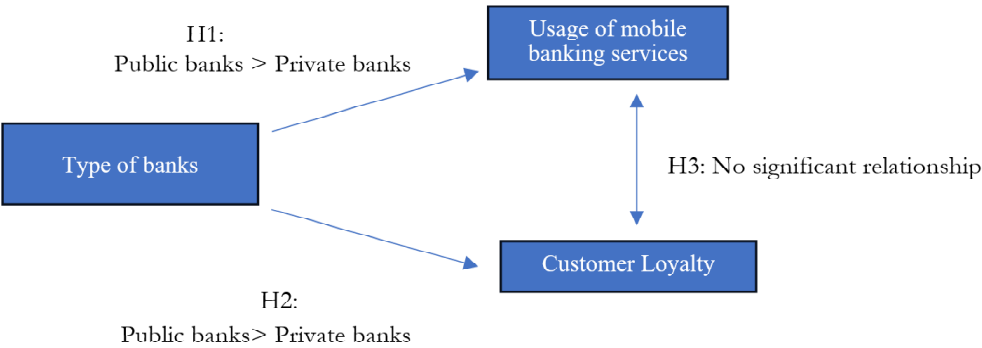 H1:
Public banks > Private banks
Usage of mobile
banking services
Type of banks
H3: No significant relationship
Customer Loyalty
H2:
Public banks> Private banks